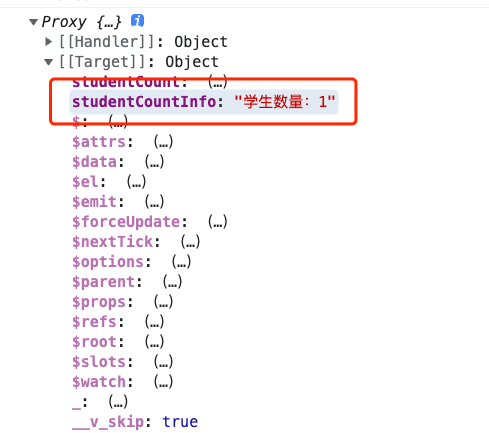 Proxy {…} i
[[Handler]]: Object
[[Target]]: Object
studentCount: (…)
studentCountInfo: "学生数量：1"
$: (…)
$attrs: (…)
$data: (…)
$el: (…)
$emit: (…)
$forceUpdate: (…)
$nextTick: (…)
$options: (…)
$parent: (…)
$props: (…)
$refs: (…)
$root: (…)
$slots: (…)
$watch: (…)
_: (…)
__v_skip: true